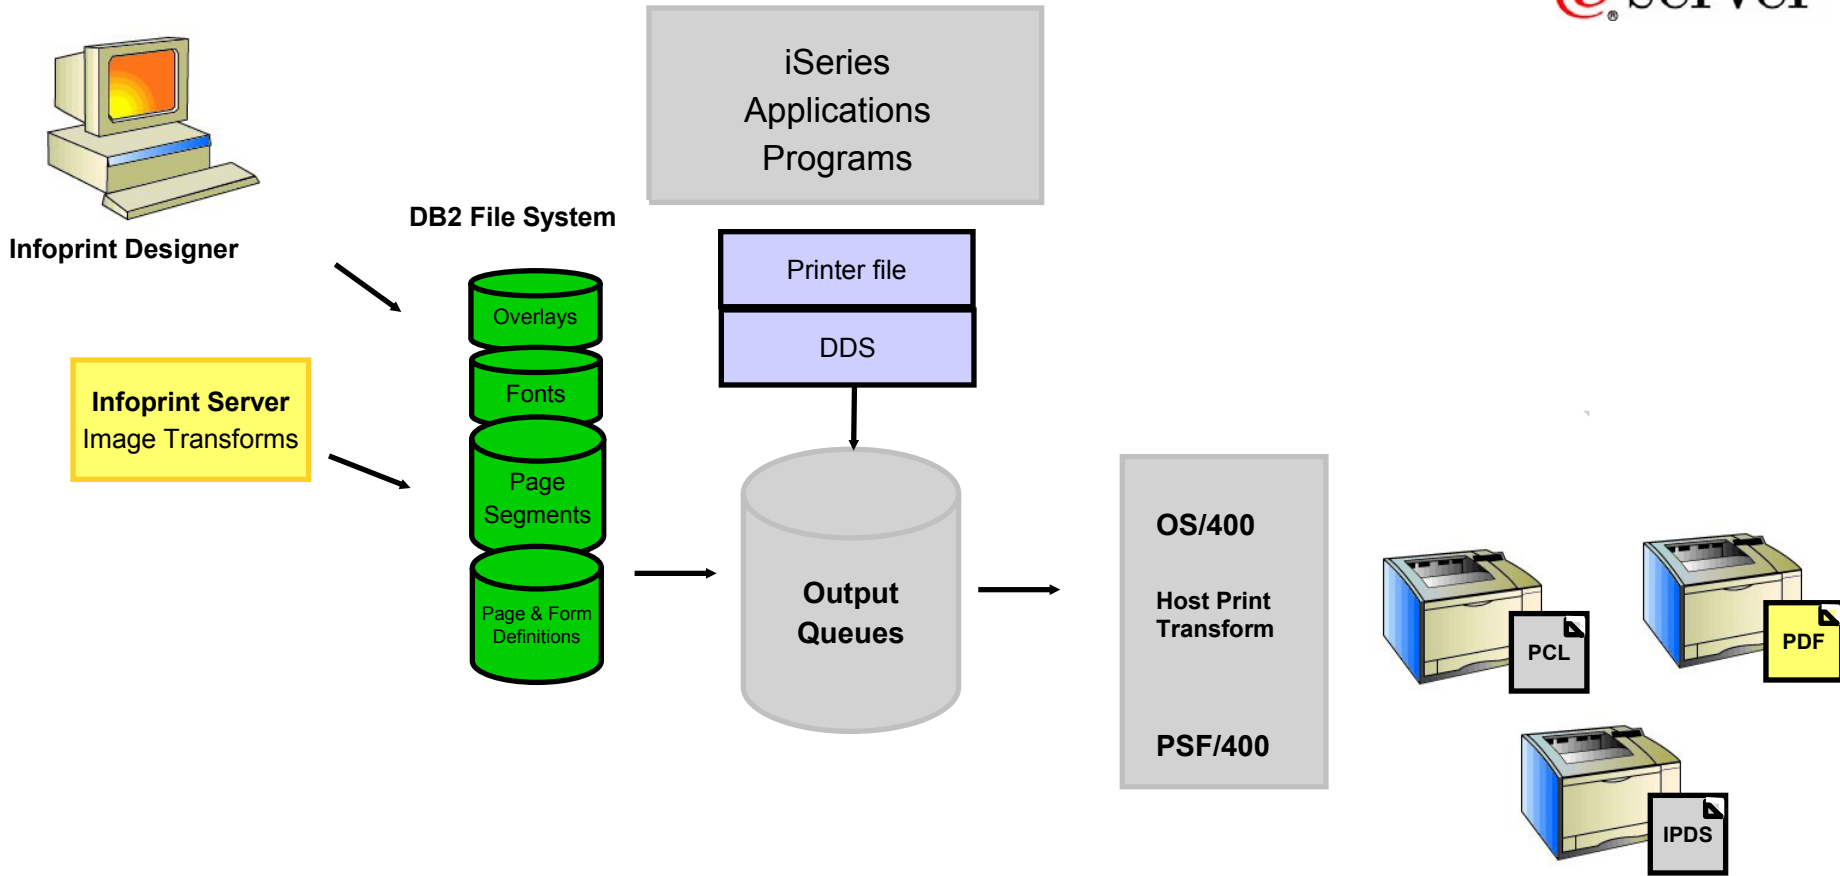 ®
iSeries
Applications
Programs
DB2 File System
Infoprint Designer
Printer file
DDS
Overlays
Fonts
Page
Segments
Page & Form
Definitions
Infoprint Server
Image Transforms
Output
Queues
OS/400
Host Print
Transform
PSF/400
PCL
PDF
IPDS